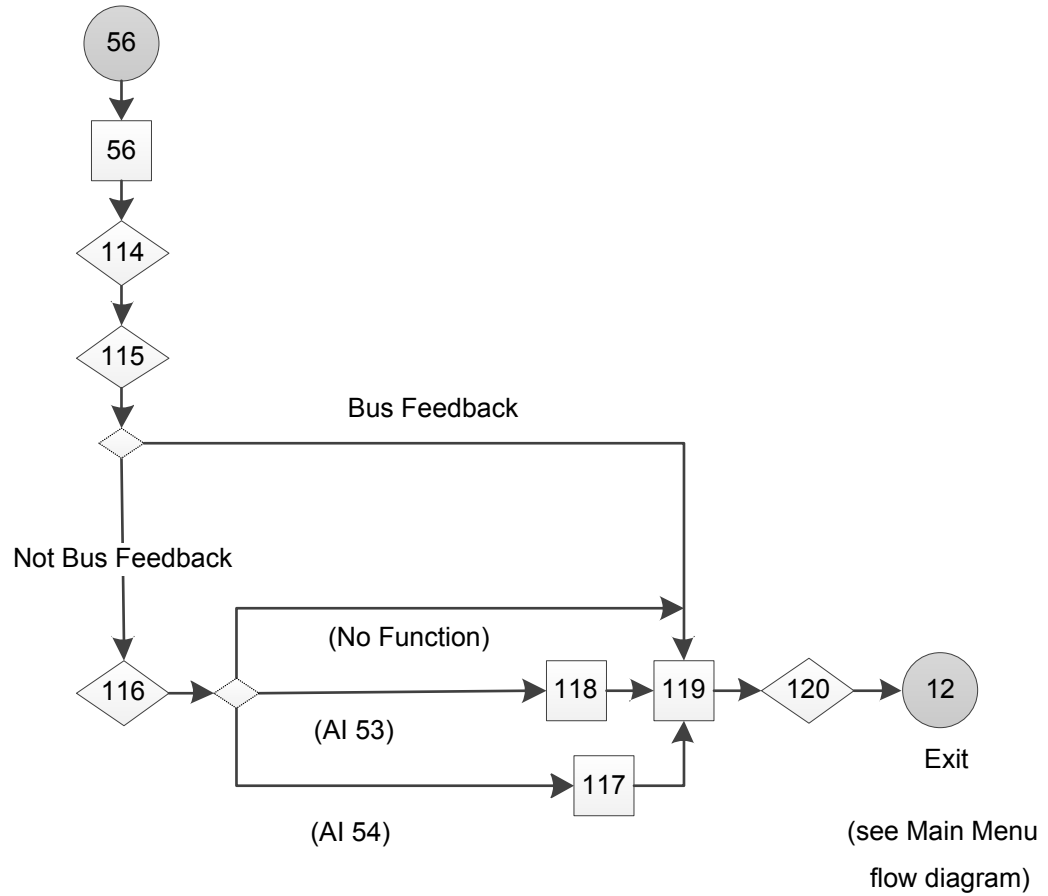 56
56
114
115
Bus Feedback
Not Bus Feedback
(No Function)
116
118
119
120
12
(AI 53)
Exit
117
(AI 54)
(see Main Menu
flow diagram)